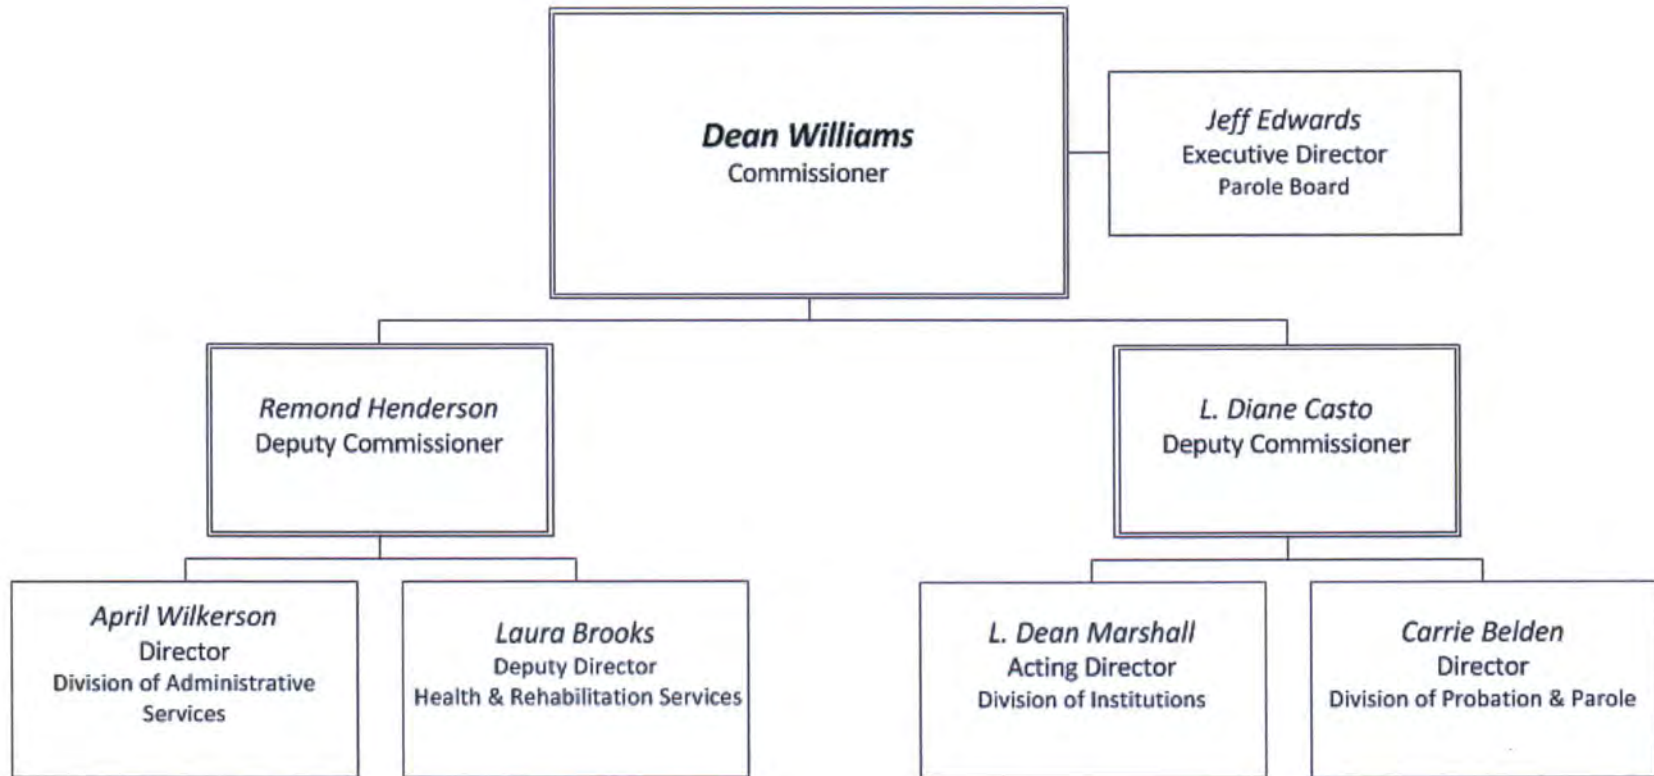 Dean Williams
Commissioner
Jeff Edwards
Executive Director
Parole Board
Remond Henderson
Deputy Commissioner
L. Diane Casto
Deputy Commissioner
April Wilkerson
Director
Division of Administrative
Services
Laura Brooks
Deputy Director
Health & Rehabilitation Services
L. Dean Marshall
Acting Director
Division of Institutions
Carrie Belden
Director
Division of Probation & Parole